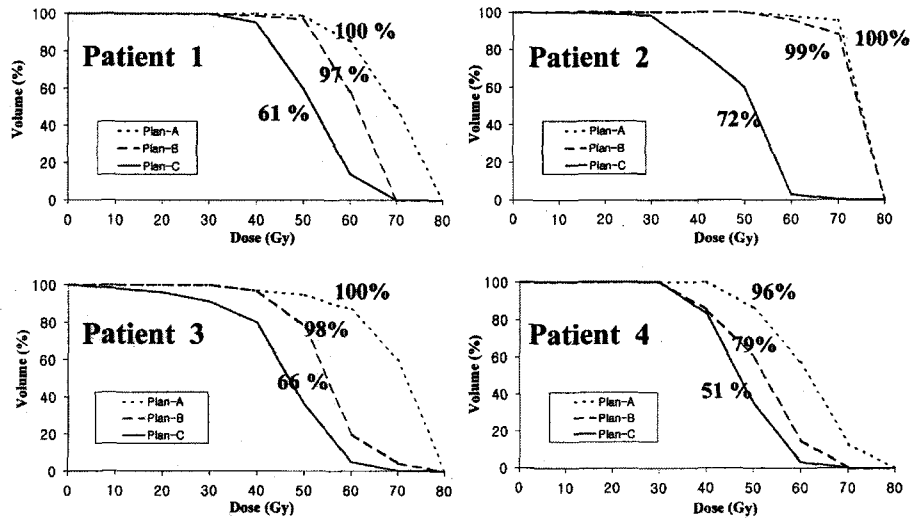 Patient 1
Volume (%)
100
80
60
40
20
0
100 %
97 %
61 %
Plan-A
Plan-B
Plan-C
0 10 20 30 40 50 60 70 80
Dose (Gy)
Patient 2
Volume (%)
100
80
60
40
20
0
100%
99%
72%
Plan-A
Plan-B
Plan-C
0 10 20 30 40 50 60 70 80
Dose (Gy)
Patient 3
Volume (%)
100
80
60
40
20
0
100%
98%
66 %
Plan-A
Plan-B
Plan-C
0 10 20 30 40 50 60 70 80
Dose (Gy)
Patient 4
Volume (%)
100
80
60
40
20
0
96%
79%
51 %
Plan-A
Plan-B
Plan-C
0 10 20 30 40 50 60 70 80
Dose (Gy)